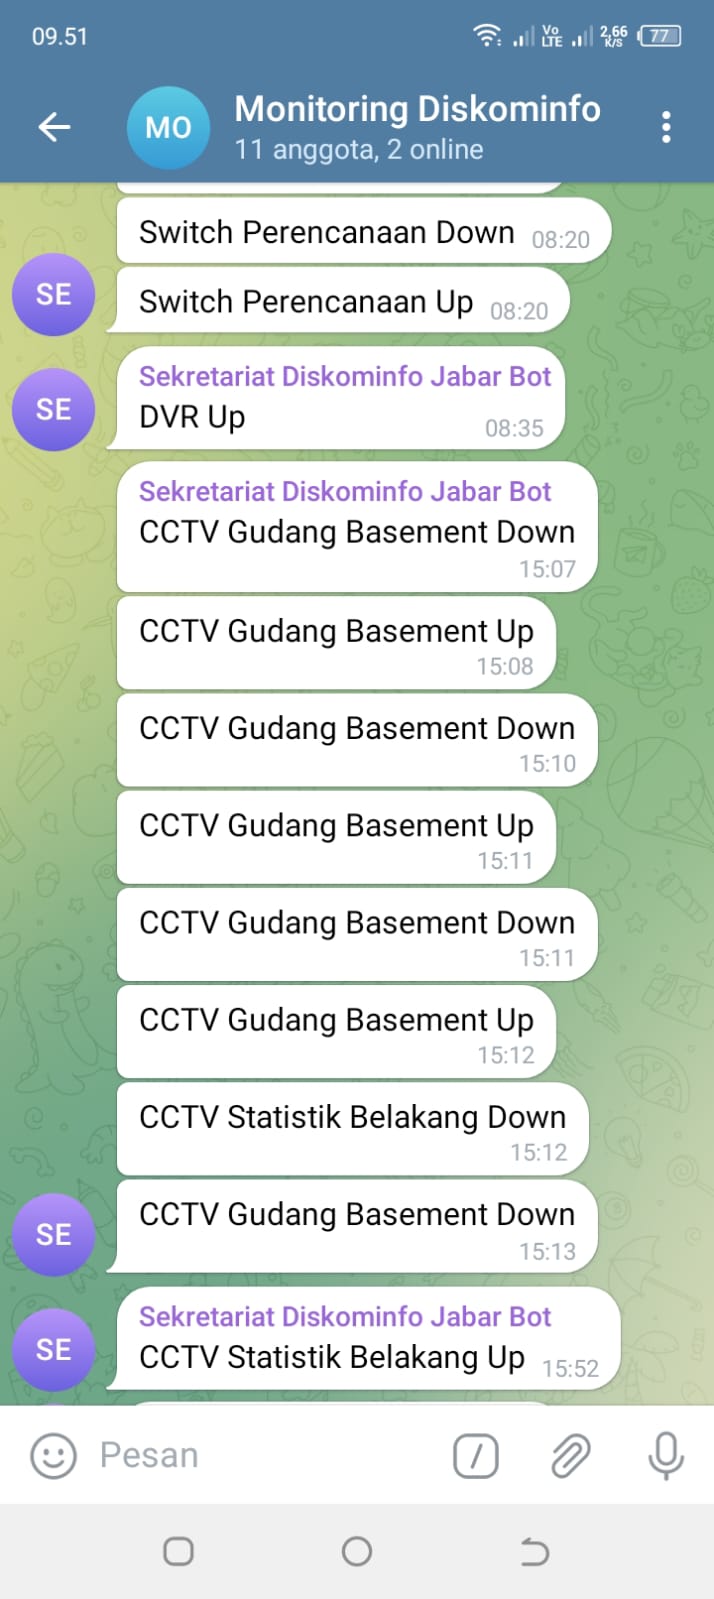 09.51
Vo LTE 2,66 K/S 77
MO
Monitoring Diskominfo
11 anggota, 2 online
Switch Perencanaan Down 08:20
SE
Switch Perencanaan Up 08:20
Sekretariat Diskominfo Jabar Bot
SE
DVR Up 08:35
Sekretariat Diskominfo Jabar Bot
CCTV Gudang Basement Down
15:07
CCTV Gudang Basement Up
15:08
CCTV Gudang Basement Down
15:10
CCTV Gudang Basement Up
15:11
CCTV Gudang Basement Down
15:11
CCTV Gudang Basement Up
15:12
CCTV Statistik Belakang Down
15:12
CCTV Gudang Basement Down
SE
15:13
Sekretariat Diskominfo Jabar Bot
SE
CCTV Statistik Belakang Up 15:52
Pesan